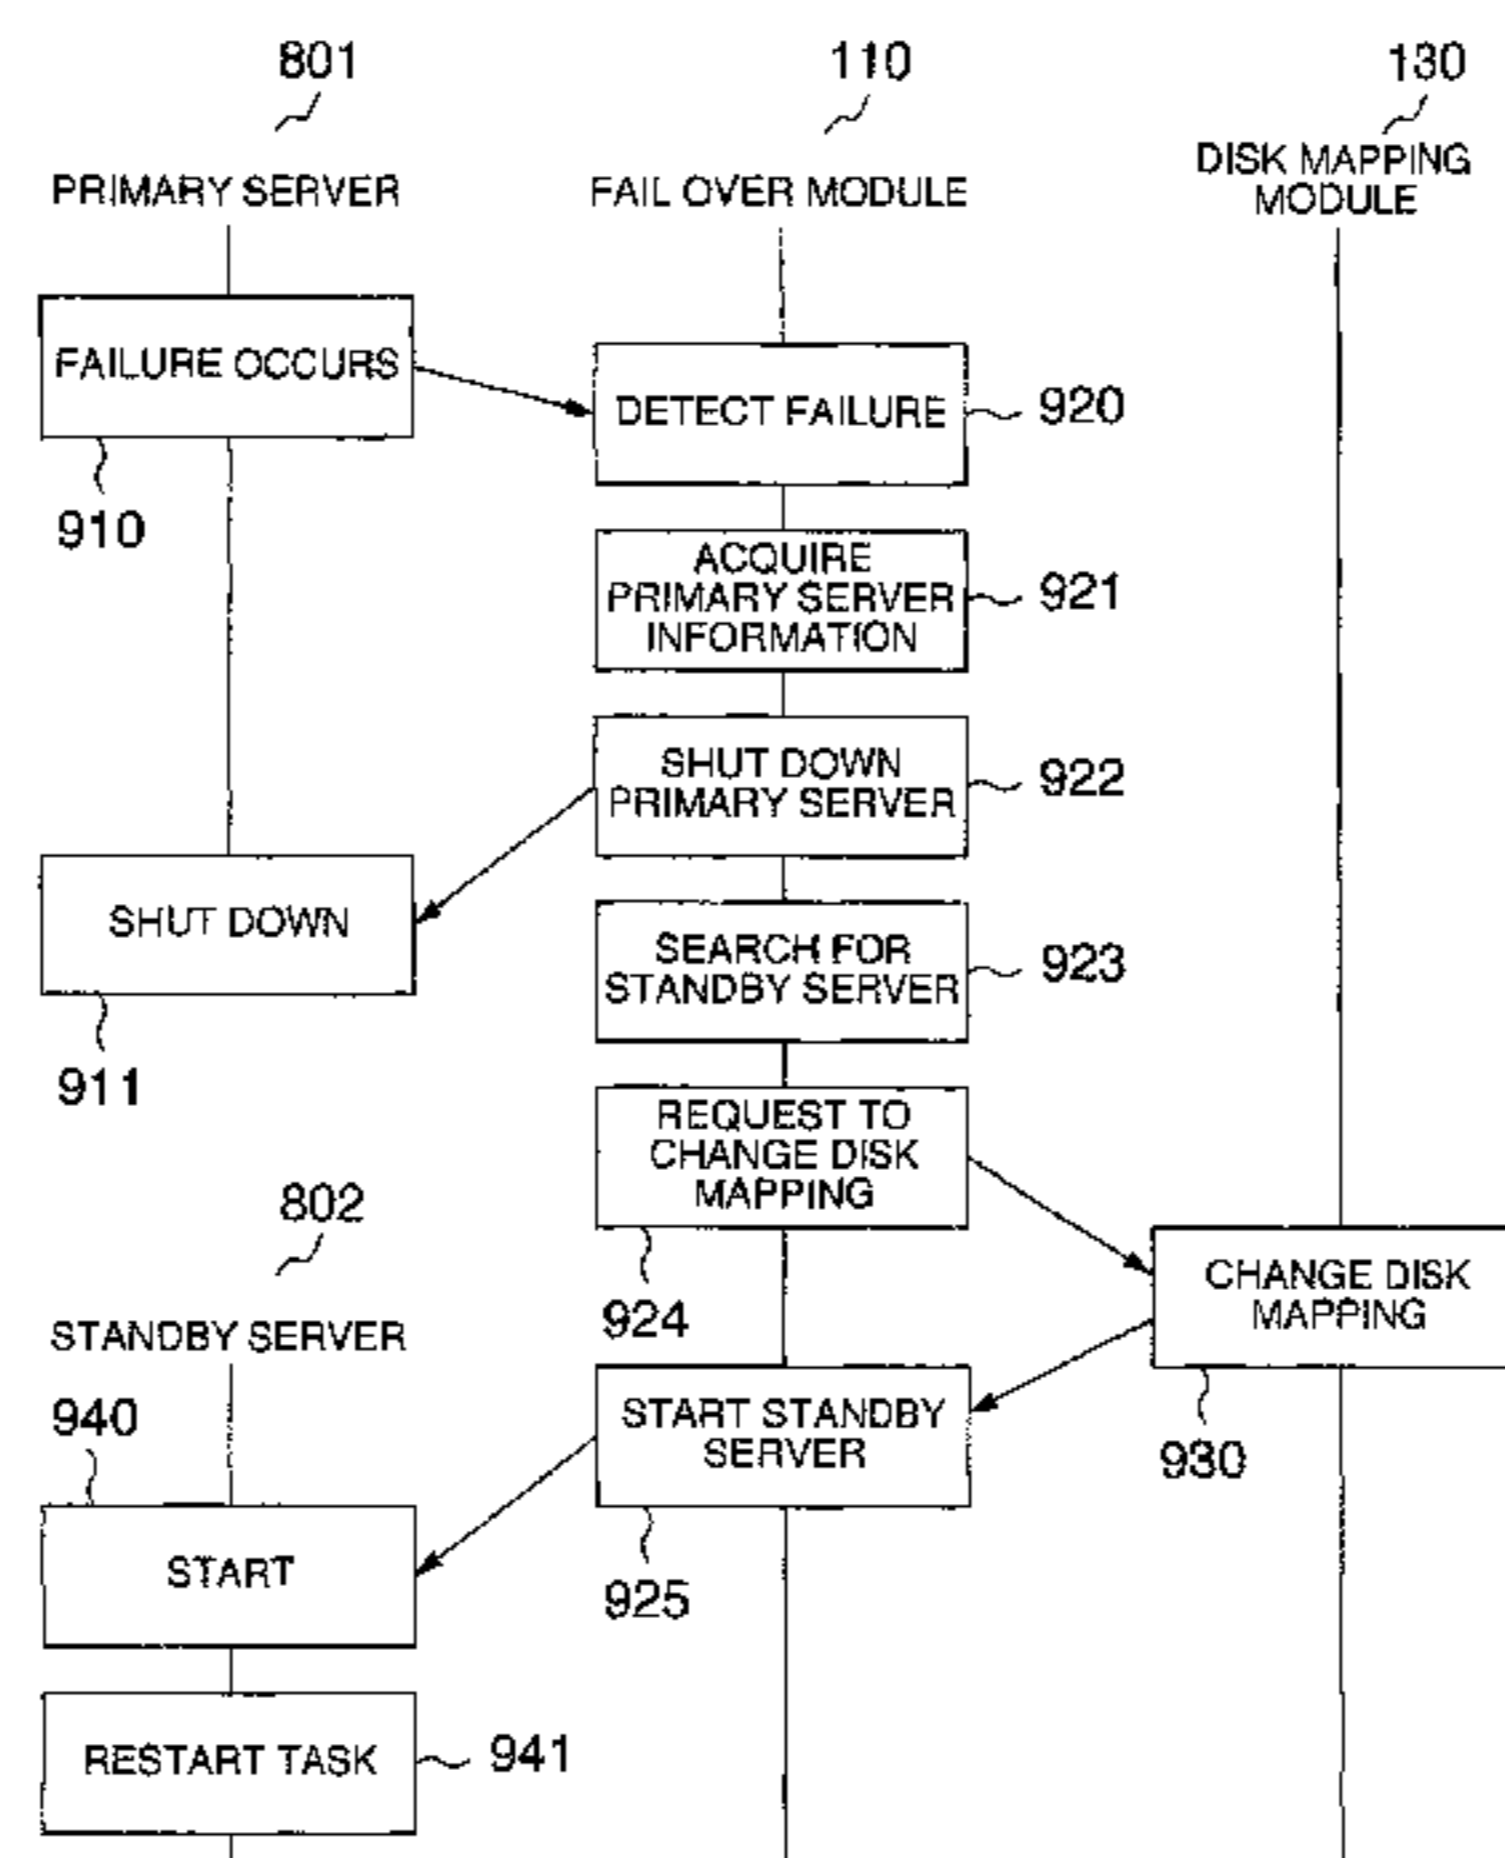 801
110
130
PRIMARY SERVER
FAIL OVER MODULE
DISK MAPPING
MODULE
FAILURE OCCURS
910
DETECT FAILURE
920
ACQUIRE
PRIMARY SERVER
INFORMATION
921
SHUT DOWN
PRIMARY SERVER
922
SHUT DOWN
911
SEARCH FOR
STANDBY SERVER
923
REQUEST TO
CHANGE DISK
MAPPING
924
CHANGE DISK
MAPPING
930
802
STANDBY SERVER
START STANDBY
SERVER
925
940
START
RESTART TASK
941